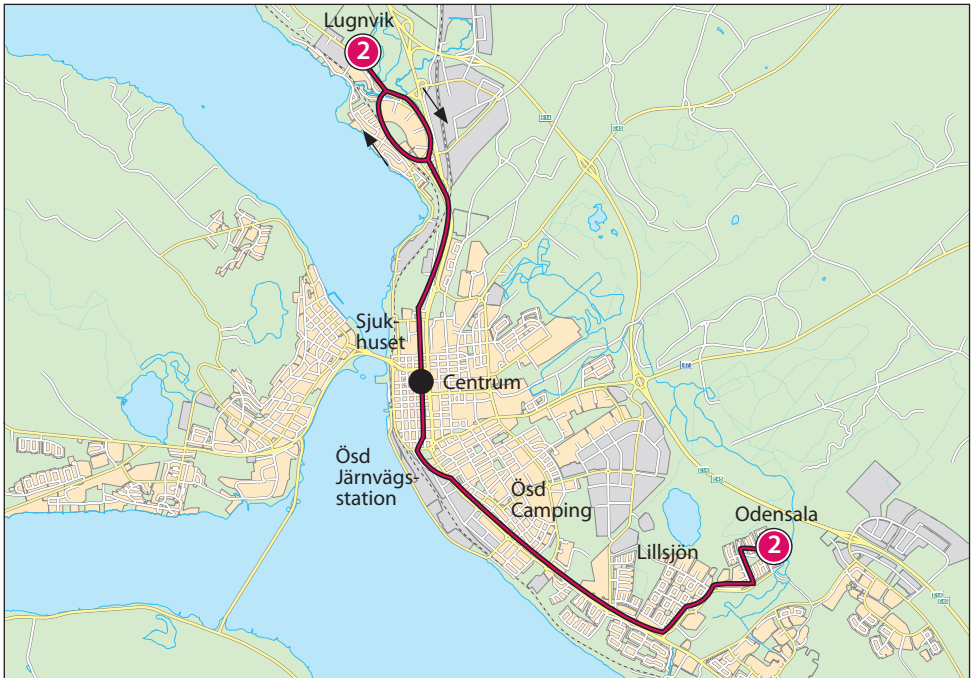 Lugnvik
2
Sjuk-
huset
Centrum
Ösd
Järnvägs-
station
Ösd
Camping
Odensala
Lillsjön
2